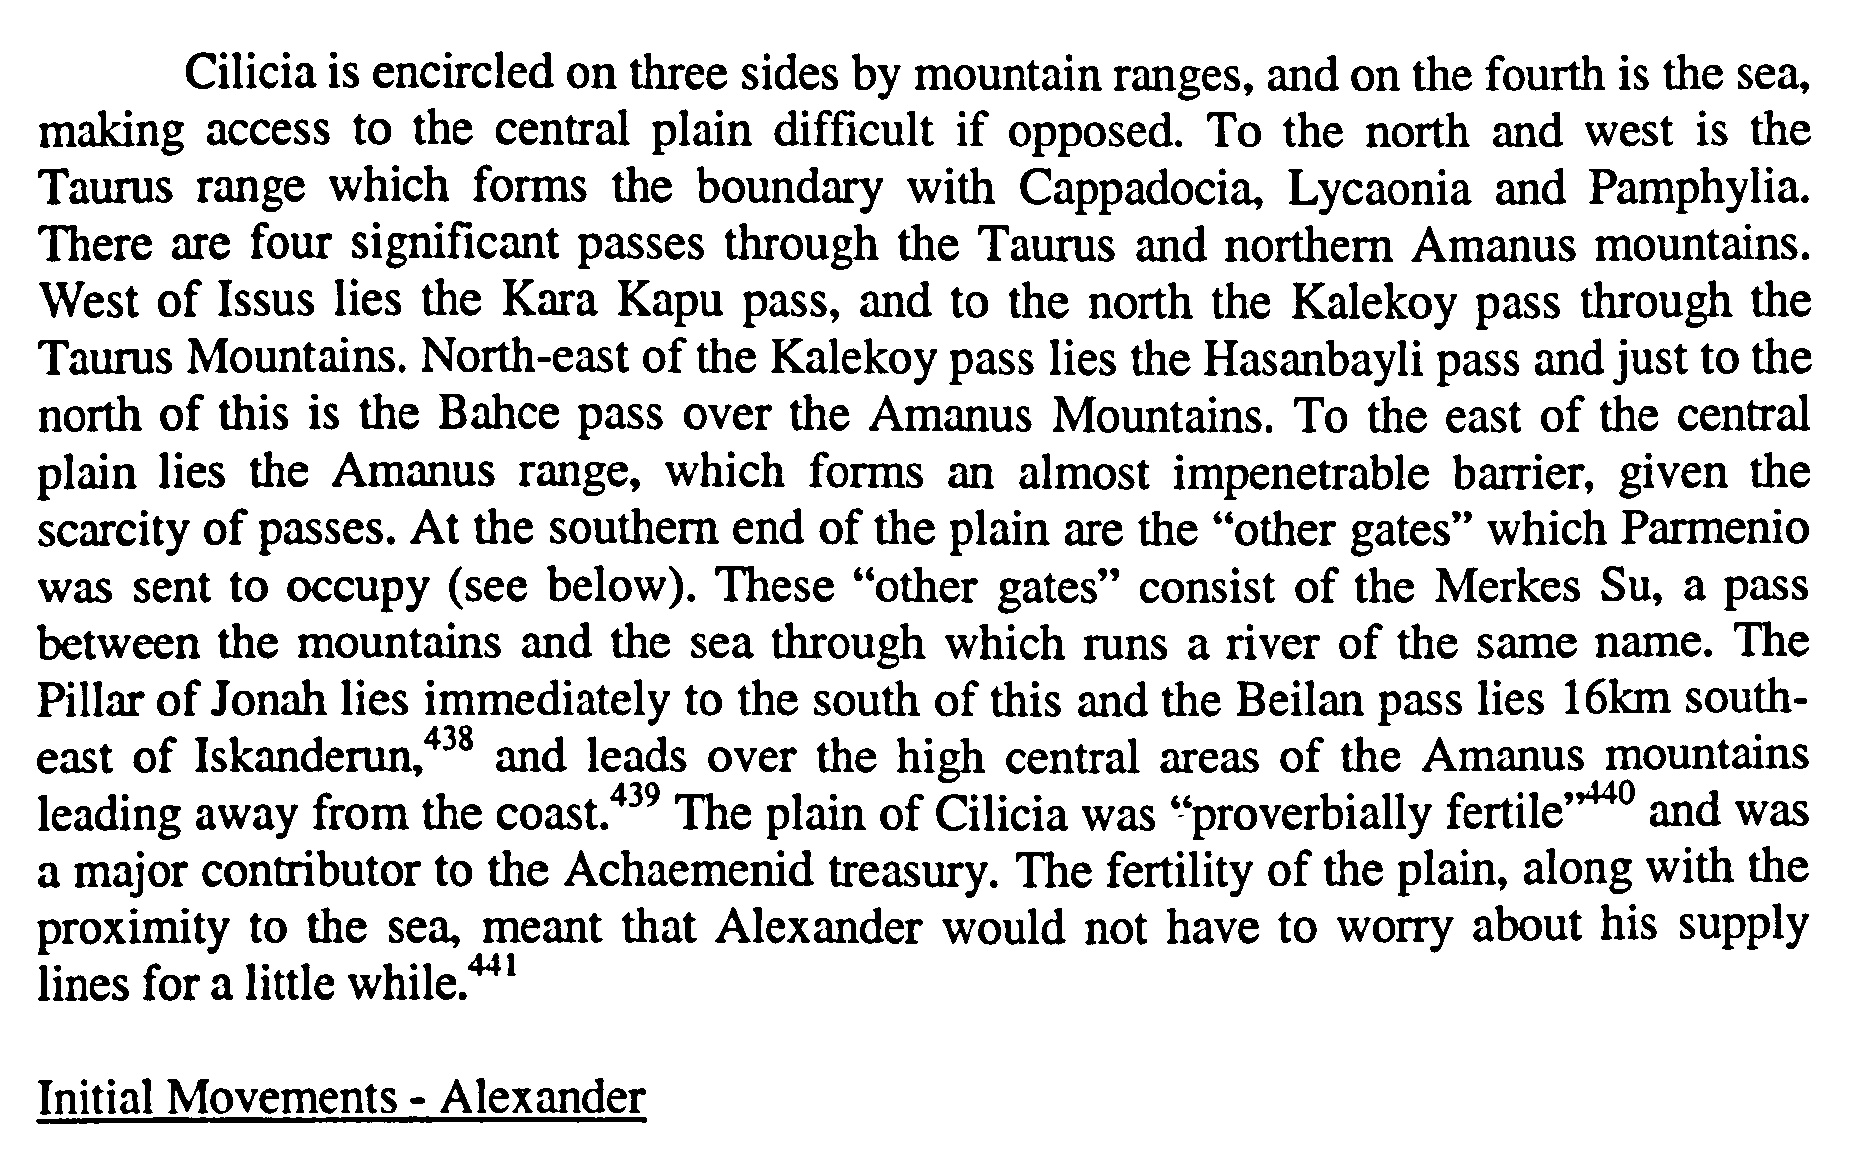 Cilicia is encircled on three sides by mountain ranges, and on the fourth is the sea,
making access to the central plain difficult if opposed. To the north and west is the
Taurus range which forms the boundary with Cappadocia, Lycaonia and Pamphylia.
There are four significant passes through the Taurus and northern Amanus mountains.
West of Issus lies the Kara Kapu pass, and to the north the Kalekoy pass through the
Taurus Mountains. North-east of the Kalekoy pass lies the Hasanbayli pass and just to the
north of this is the Bahce pass over the Amanus Mountains. To the east of the central
plain lies the Amanus range, which forms an almost impenetrable barrier, given the
scarcity of passes. At the southern end of the plain are the “other gates” which Parmenio
was sent to occupy (see below). These “other gates” consist of the Merkes Su, a pass
between the mountains and the sea through which runs a river of the same name. The
Pillar of Jonah lies immediately to the south of this and the Beilan pass lies 16km south-
east of Iskanderun,438 and leads over the high central areas of the Amanus mountains
leading away from the coast.439 The plain of Cilicia was “proverbially fertile”440 and was
a major contributor to the Achaemenid treasury. The fertility of the plain, along with the
proximity to the sea, meant that Alexander would not have to worry about his supply
lines for a little while.441
Initial Movements - Alexander